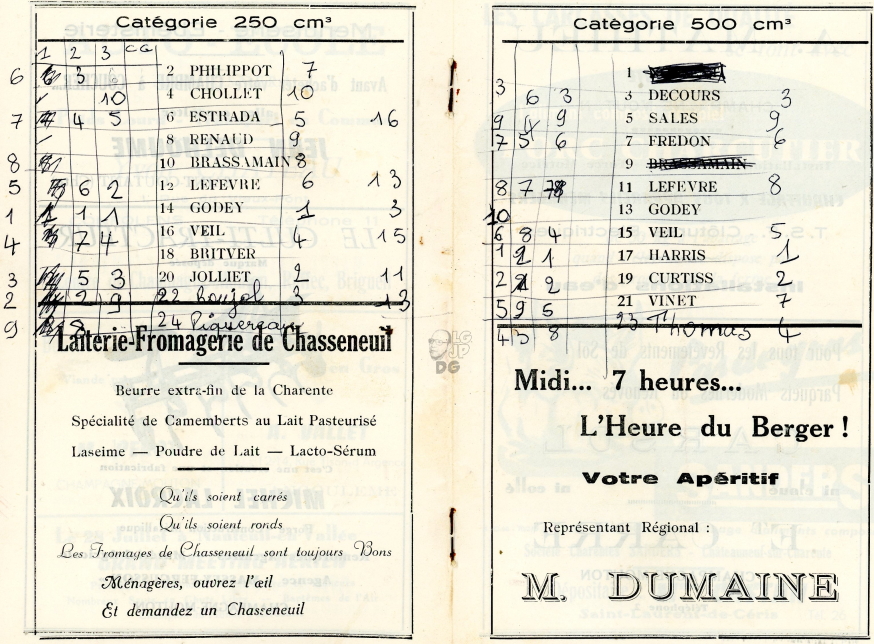 Catégorie 250 cm³
1 2 3 CG
6 3 6 2 PHILIPPOT 7
10 4 CHOLLET 10
7 4 5 6 ESTRADA 5 16
8 RENAUD 9
8 10 BRASSAMAIN 8
5 6 2 12 LEFEVRE 6 13
1 1 1 14 GODEY 1 3
4 7 4 16 VEIL 4 15
18 BRITVER
3 5 3 20 JOLLIET 2 11
2 2 9 22 Boujol 3 13
9 8 24 Piquereau
Laiterie-Fromagerie de Chasseneuil
Beurre extra-fin de la Charente
Spécialité de Camemberts au Lait Pasteurisé
Laseime — Poudre de Lait — Lacto-Sérum
Qu'ils soient carrés
Qu'ils soient ronds
Les Fromages de Chasseneuil sont toujours Bons
Ménagères, ouvrez l'œil
Et demandez un Chasseneuil
Catégorie 500 cm³
1
3 6 3 3 DECOURS 3
9 9 5 SALES 9
7 5 6 7 FREDON 6
9 BRASSAMAIN
8 7 8 11 LEFEVRE 8
10 13 GODEY
6 8 4 15 VEIL 5
1 1 17 HARRIS 1
2 2 19 CURTISS 2
5 9 5 21 VINET 7
4 3 8 23 Thomas 4
Midi... 7 heures...
L'Heure du Berger !
Votre Apéritif
Représentant Régional :
M. DUMAINE
LG
JP
DG